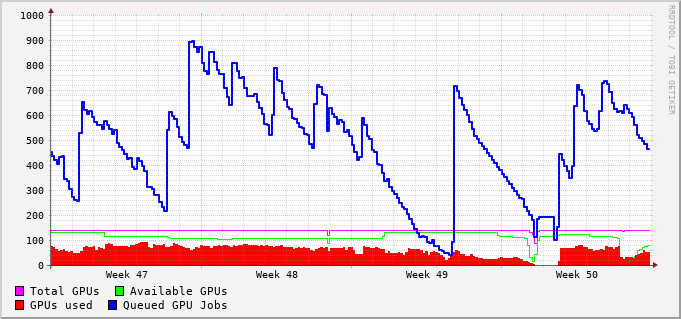 1000
900
800
700
600
500
400
300
200
100
0
Week 47 Week 48 Week 49 Week 50
Total GPUs Available GPUs
GPUs used Queued GPU Jobs
RRDTOOL / TOBI OETIKER